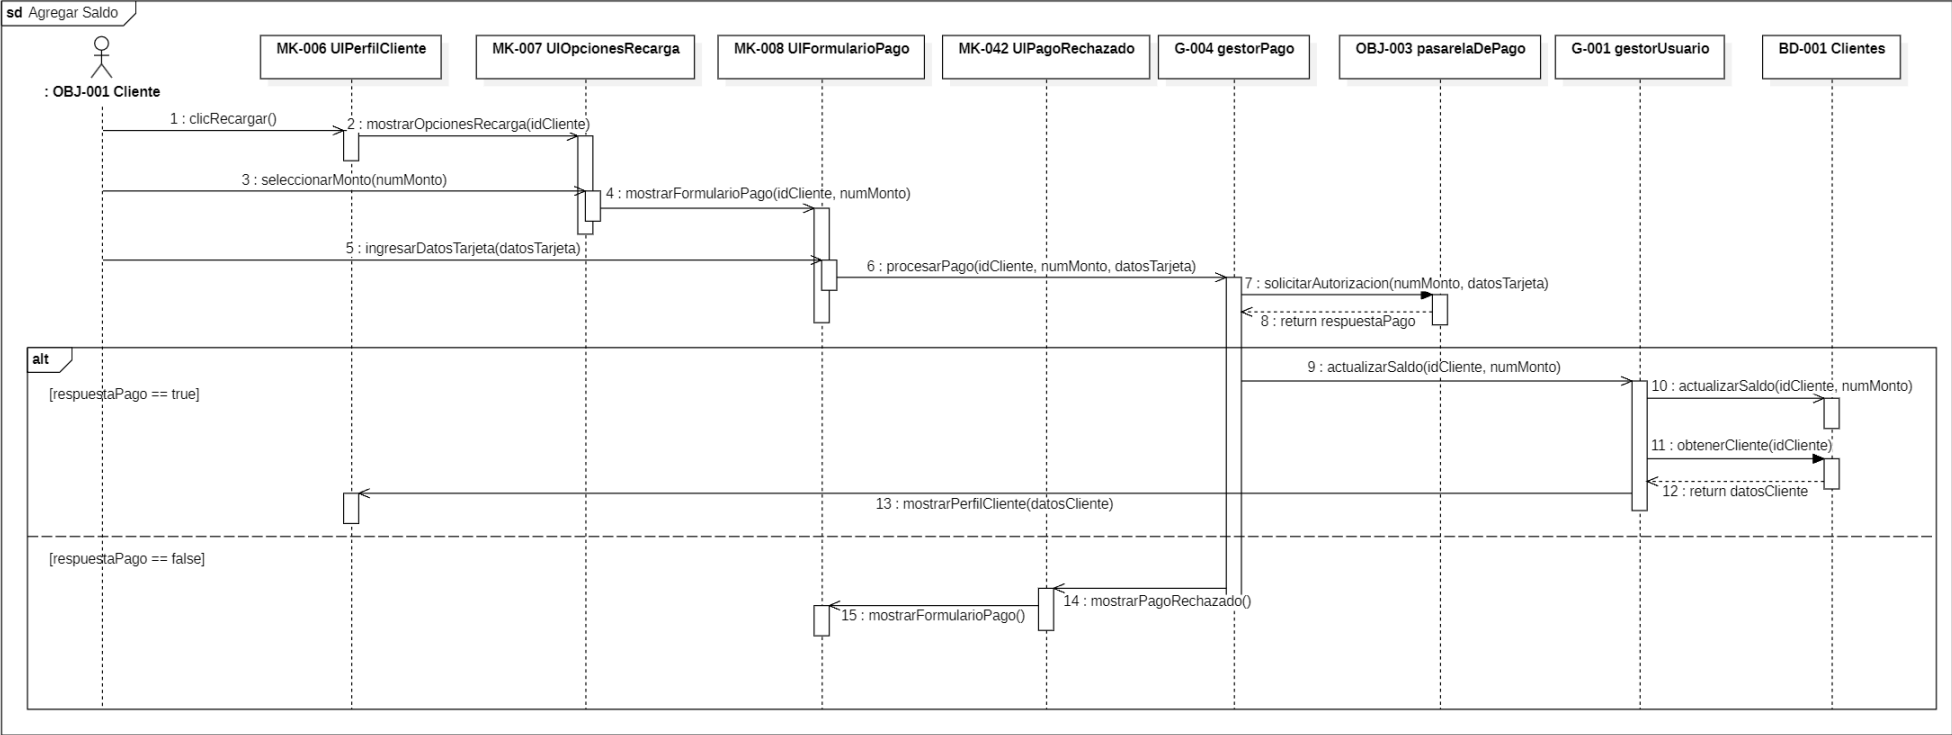 sd Agregar Saldo
MK-006 UIPerfilCliente
MK-007 UIOpcionesRecarga
MK-008 UIFormularioPago
MK-042 UIPagoRechazado
G-004 gestorPago
OBJ-003 pasarelaDePago
G-001 gestorUsuario
BD-001 Clientes
: OBJ-001 Cliente
1 : clicRecargar()
2 : mostrarOpcionesRecarga(idCliente)
3 : seleccionarMonto(numMonto)
4 : mostrarFormularioPago(idCliente, numMonto)
5 : ingresarDatosTarjeta(datosTarjeta)
6 : procesarPago(idCliente, numMonto, datosTarjeta)
7 : solicitarAutorizacion(numMonto, datosTarjeta)
8 : return respuestaPago
alt
[respuestaPago == true]
9 : actualizarSaldo(idCliente, numMonto)
10 : actualizarSaldo(idCliente, numMonto)
11 : obtenerCliente(idCliente)
12 : return datosCliente
13 : mostrarPerfilCliente(datosCliente)
[respuestaPago == false]
14 : mostrarPagoRechazado()
15 : mostrarFormularioPago()